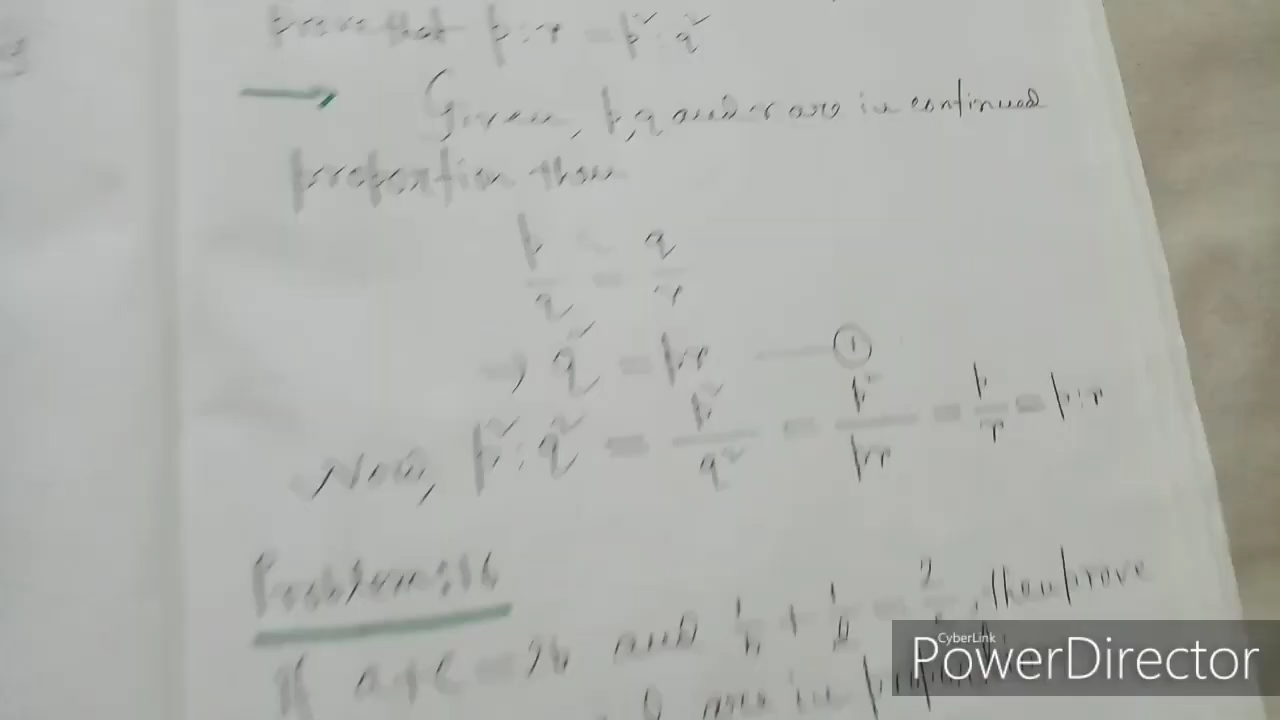 prove that p:r = p²:q²
→ Given, p,q and r are in continued
proportion then
p/q = q/r
⇒ q² = pr —— ①
Now, p²:q² = p²/q² = p²/pr = p/r = p:r
Problem:16
If a+c=2b and 1/b + 1/d = 2/c, then prove
are in
CyberLink
PowerDirector